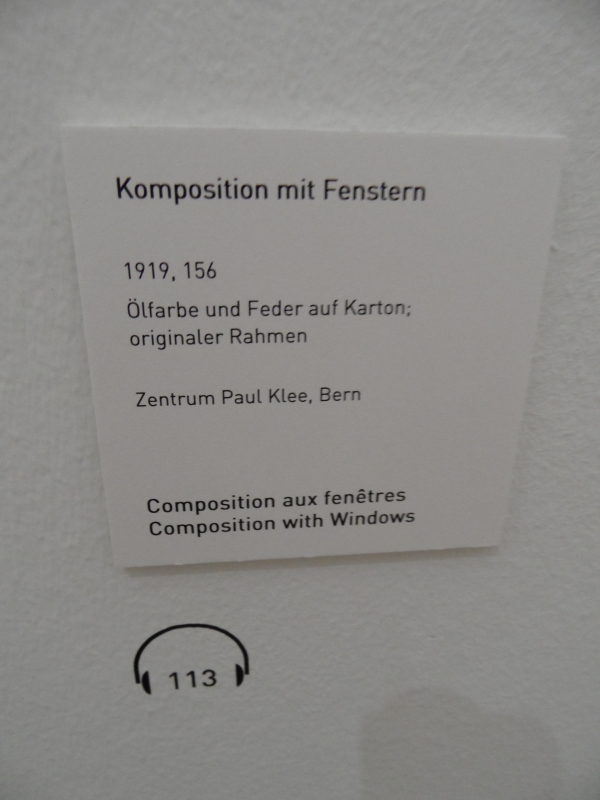 Komposition mit Fenstern
1919, 156
Ölfarbe und Feder auf Karton;
originaler Rahmen
Zentrum Paul Klee, Bern
Composition aux fenêtres
Composition with Windows
113